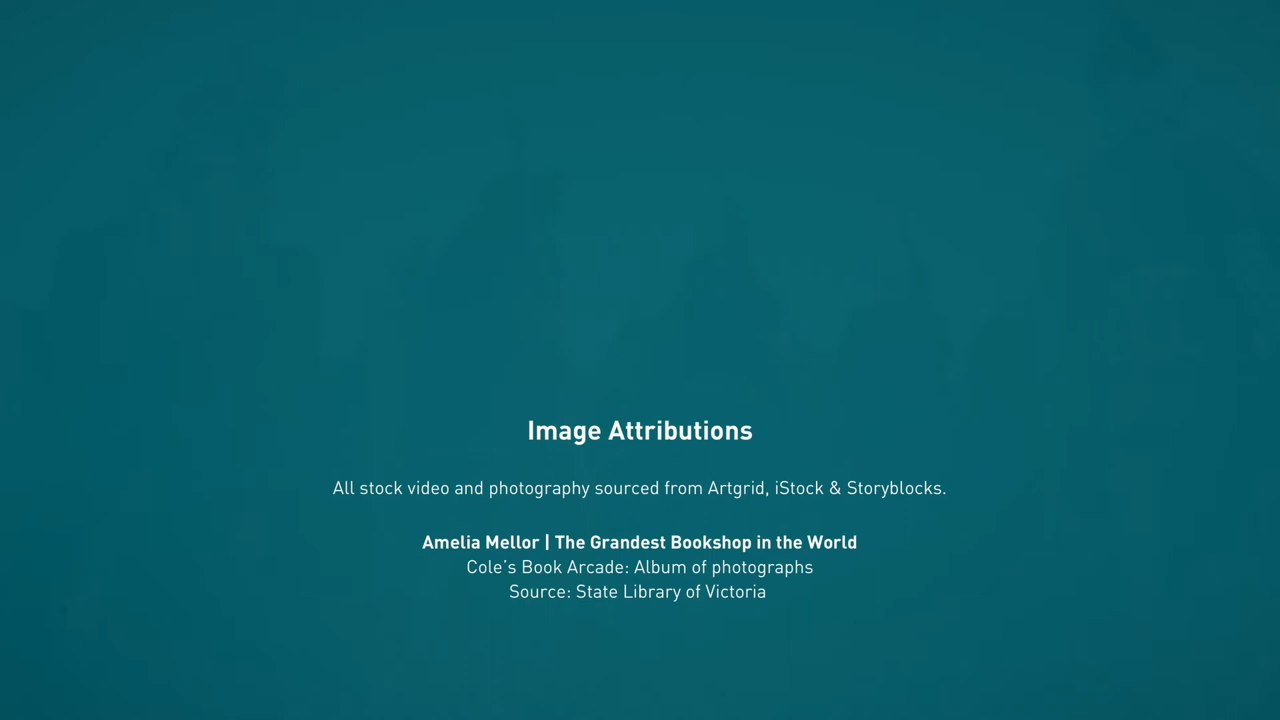 Image Attributions
All stock video and photography sourced from Artgrid, iStock & Storyblocks.
Amelia Mellor | The Grandest Bookshop in the World
Cole's Book Arcade: Album of photographs
Source: State Library of Victoria